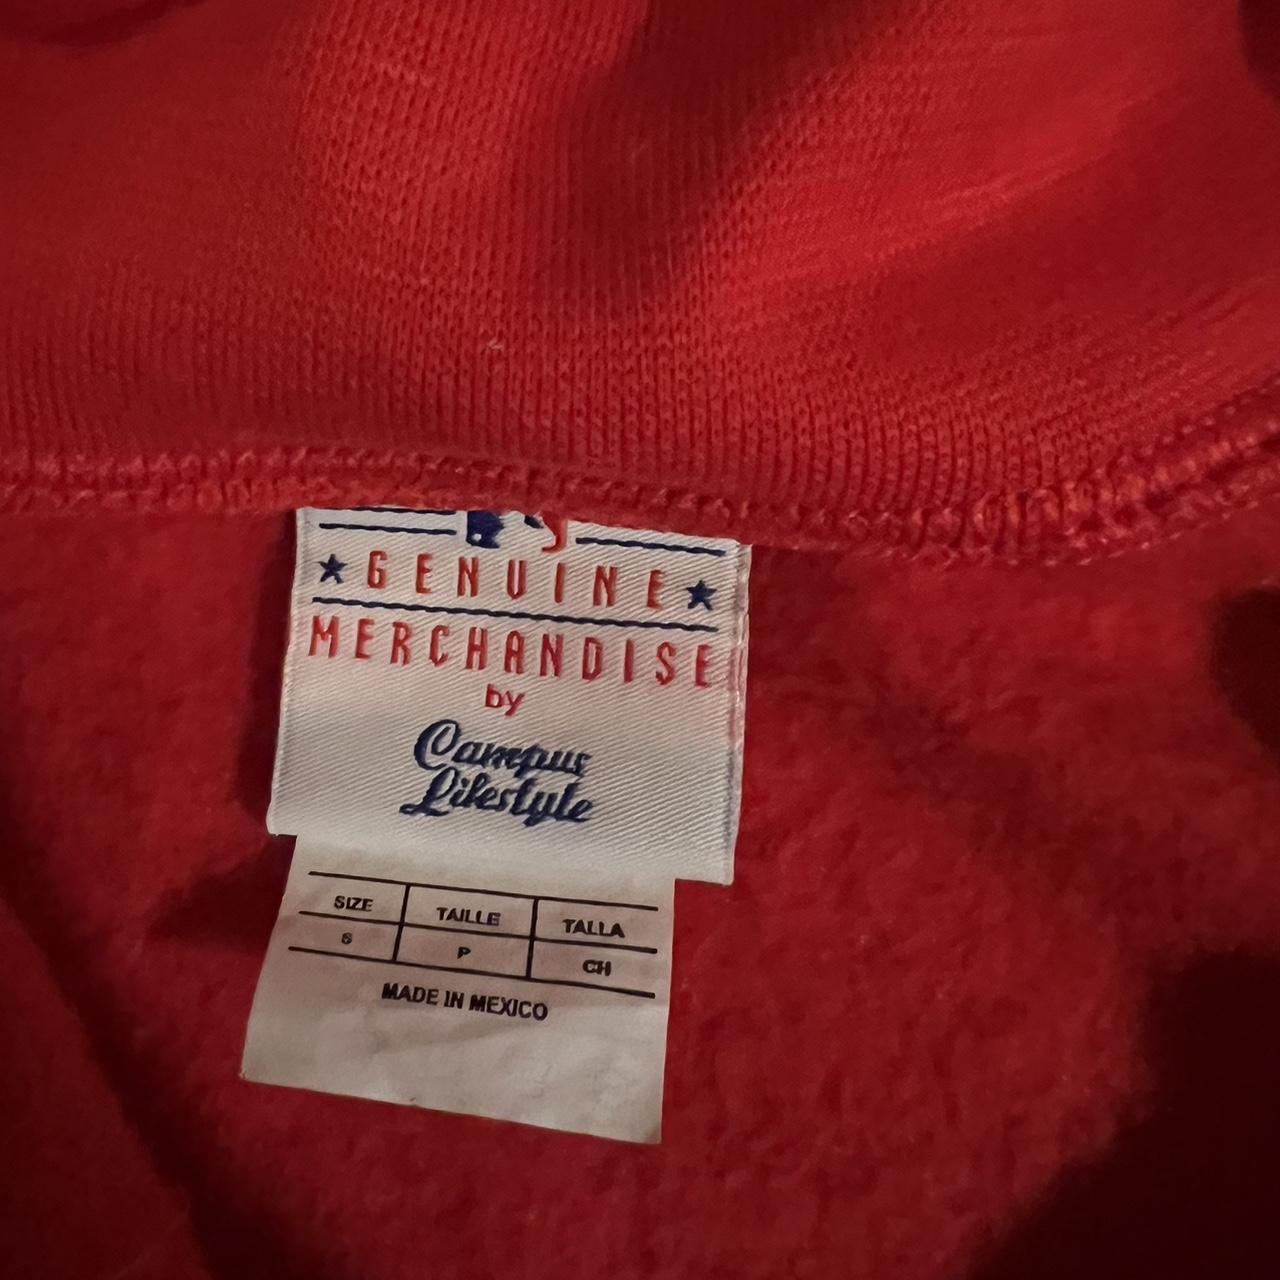 GENUINE
MERCHANDISE
by
Campus
Lifestyle
SIZE TAILLE TALLA
S P CH
MADE IN MEXICO